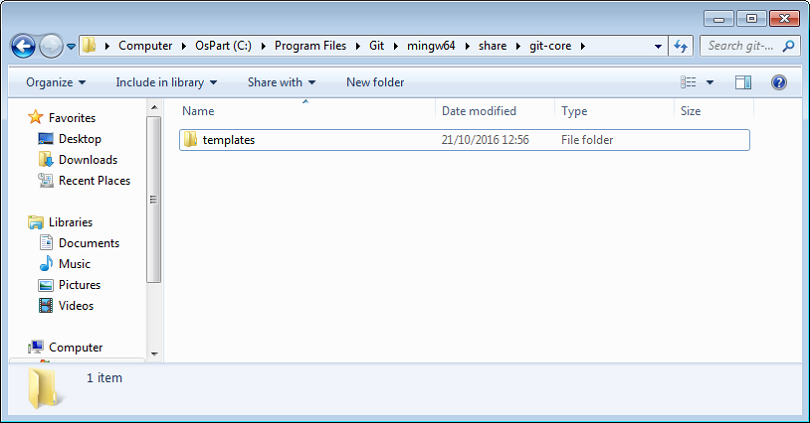 Computer OsPart (C:) Program Files Git mingw64 share git-core Search git-...
Organize Include in library Share with New folder
Favorites
Desktop
Downloads
Recent Places
Libraries
Documents
Music
Pictures
Videos
Computer
Name Date modified Type Size
templates 21/10/2016 12:56 File folder
1 item